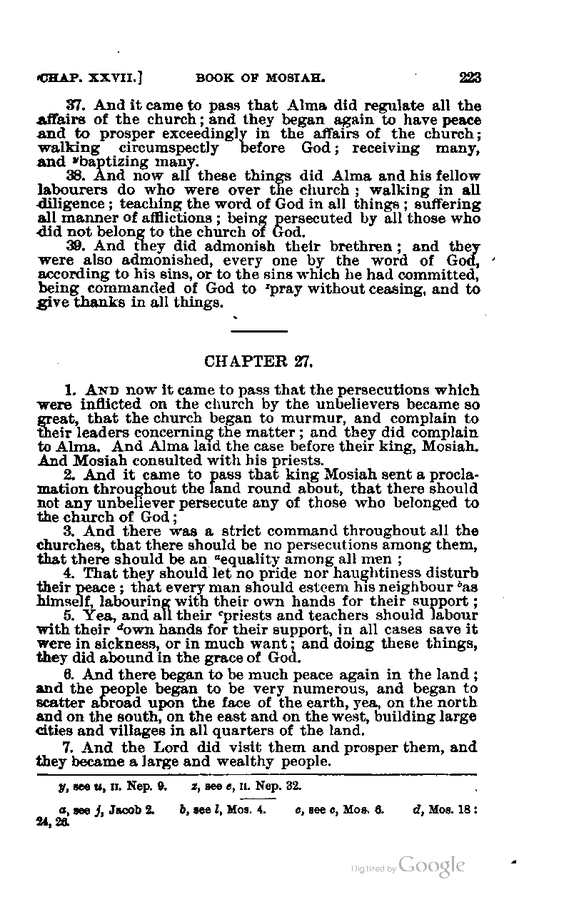 CHAP. XXVII.] BOOK OF MOSIAH. 223
37. And it came to pass that Alma did regulate all the
affairs of the church; and they began again to have peace
and to prosper exceedingly in the affairs of the church;
walking circumspectly before God; receiving many,
and ʸbaptizing many.
38. And now all these things did Alma and his fellow
labourers do who were over the church; walking in all
diligence; teaching the word of God in all things; suffering
all manner of afflictions; being persecuted by all those who
did not belong to the church of God.
39. And they did admonish their brethren; and they
were also admonished, every one by the word of God,
according to his sins, or to the sins which he had committed,
being commanded of God to ᶻpray without ceasing, and to
give thanks in all things.
CHAPTER 27.
1. AND now it came to pass that the persecutions which
were inflicted on the church by the unbelievers became so
great, that the church began to murmur, and complain to
their leaders concerning the matter; and they did complain
to Alma. And Alma laid the case before their king, Mosiah.
And Mosiah consulted with his priests.
2. And it came to pass that king Mosiah sent a procla-
mation throughout the land round about, that there should
not any unbeliever persecute any of those who belonged to
the church of God;
3. And there was a strict command throughout all the
churches, that there should be no persecutions among them,
that there should be an ᵃequality among all men;
4. That they should let no pride nor haughtiness disturb
their peace; that every man should esteem his neighbour ᵇas
himself, labouring with their own hands for their support;
5. Yea, and all their ᶜpriests and teachers should labour
with their ᵈown hands for their support, in all cases save it
were in sickness, or in much want; and doing these things,
they did abound in the grace of God.
6. And there began to be much peace again in the land;
and the people began to be very numerous, and began to
scatter abroad upon the face of the earth, yea, on the north
and on the south, on the east and on the west, building large
cities and villages in all quarters of the land.
7. And the Lord did visit them and prosper them, and
they became a large and wealthy people.
y, see u, II. Nep. 9. z, see e, II. Nep. 32.
a, see j, Jacob 2. b, see l, Mos. 4. c, see c, Mos. 6. d, Mos. 18:
24, 26.
Digitized by Google